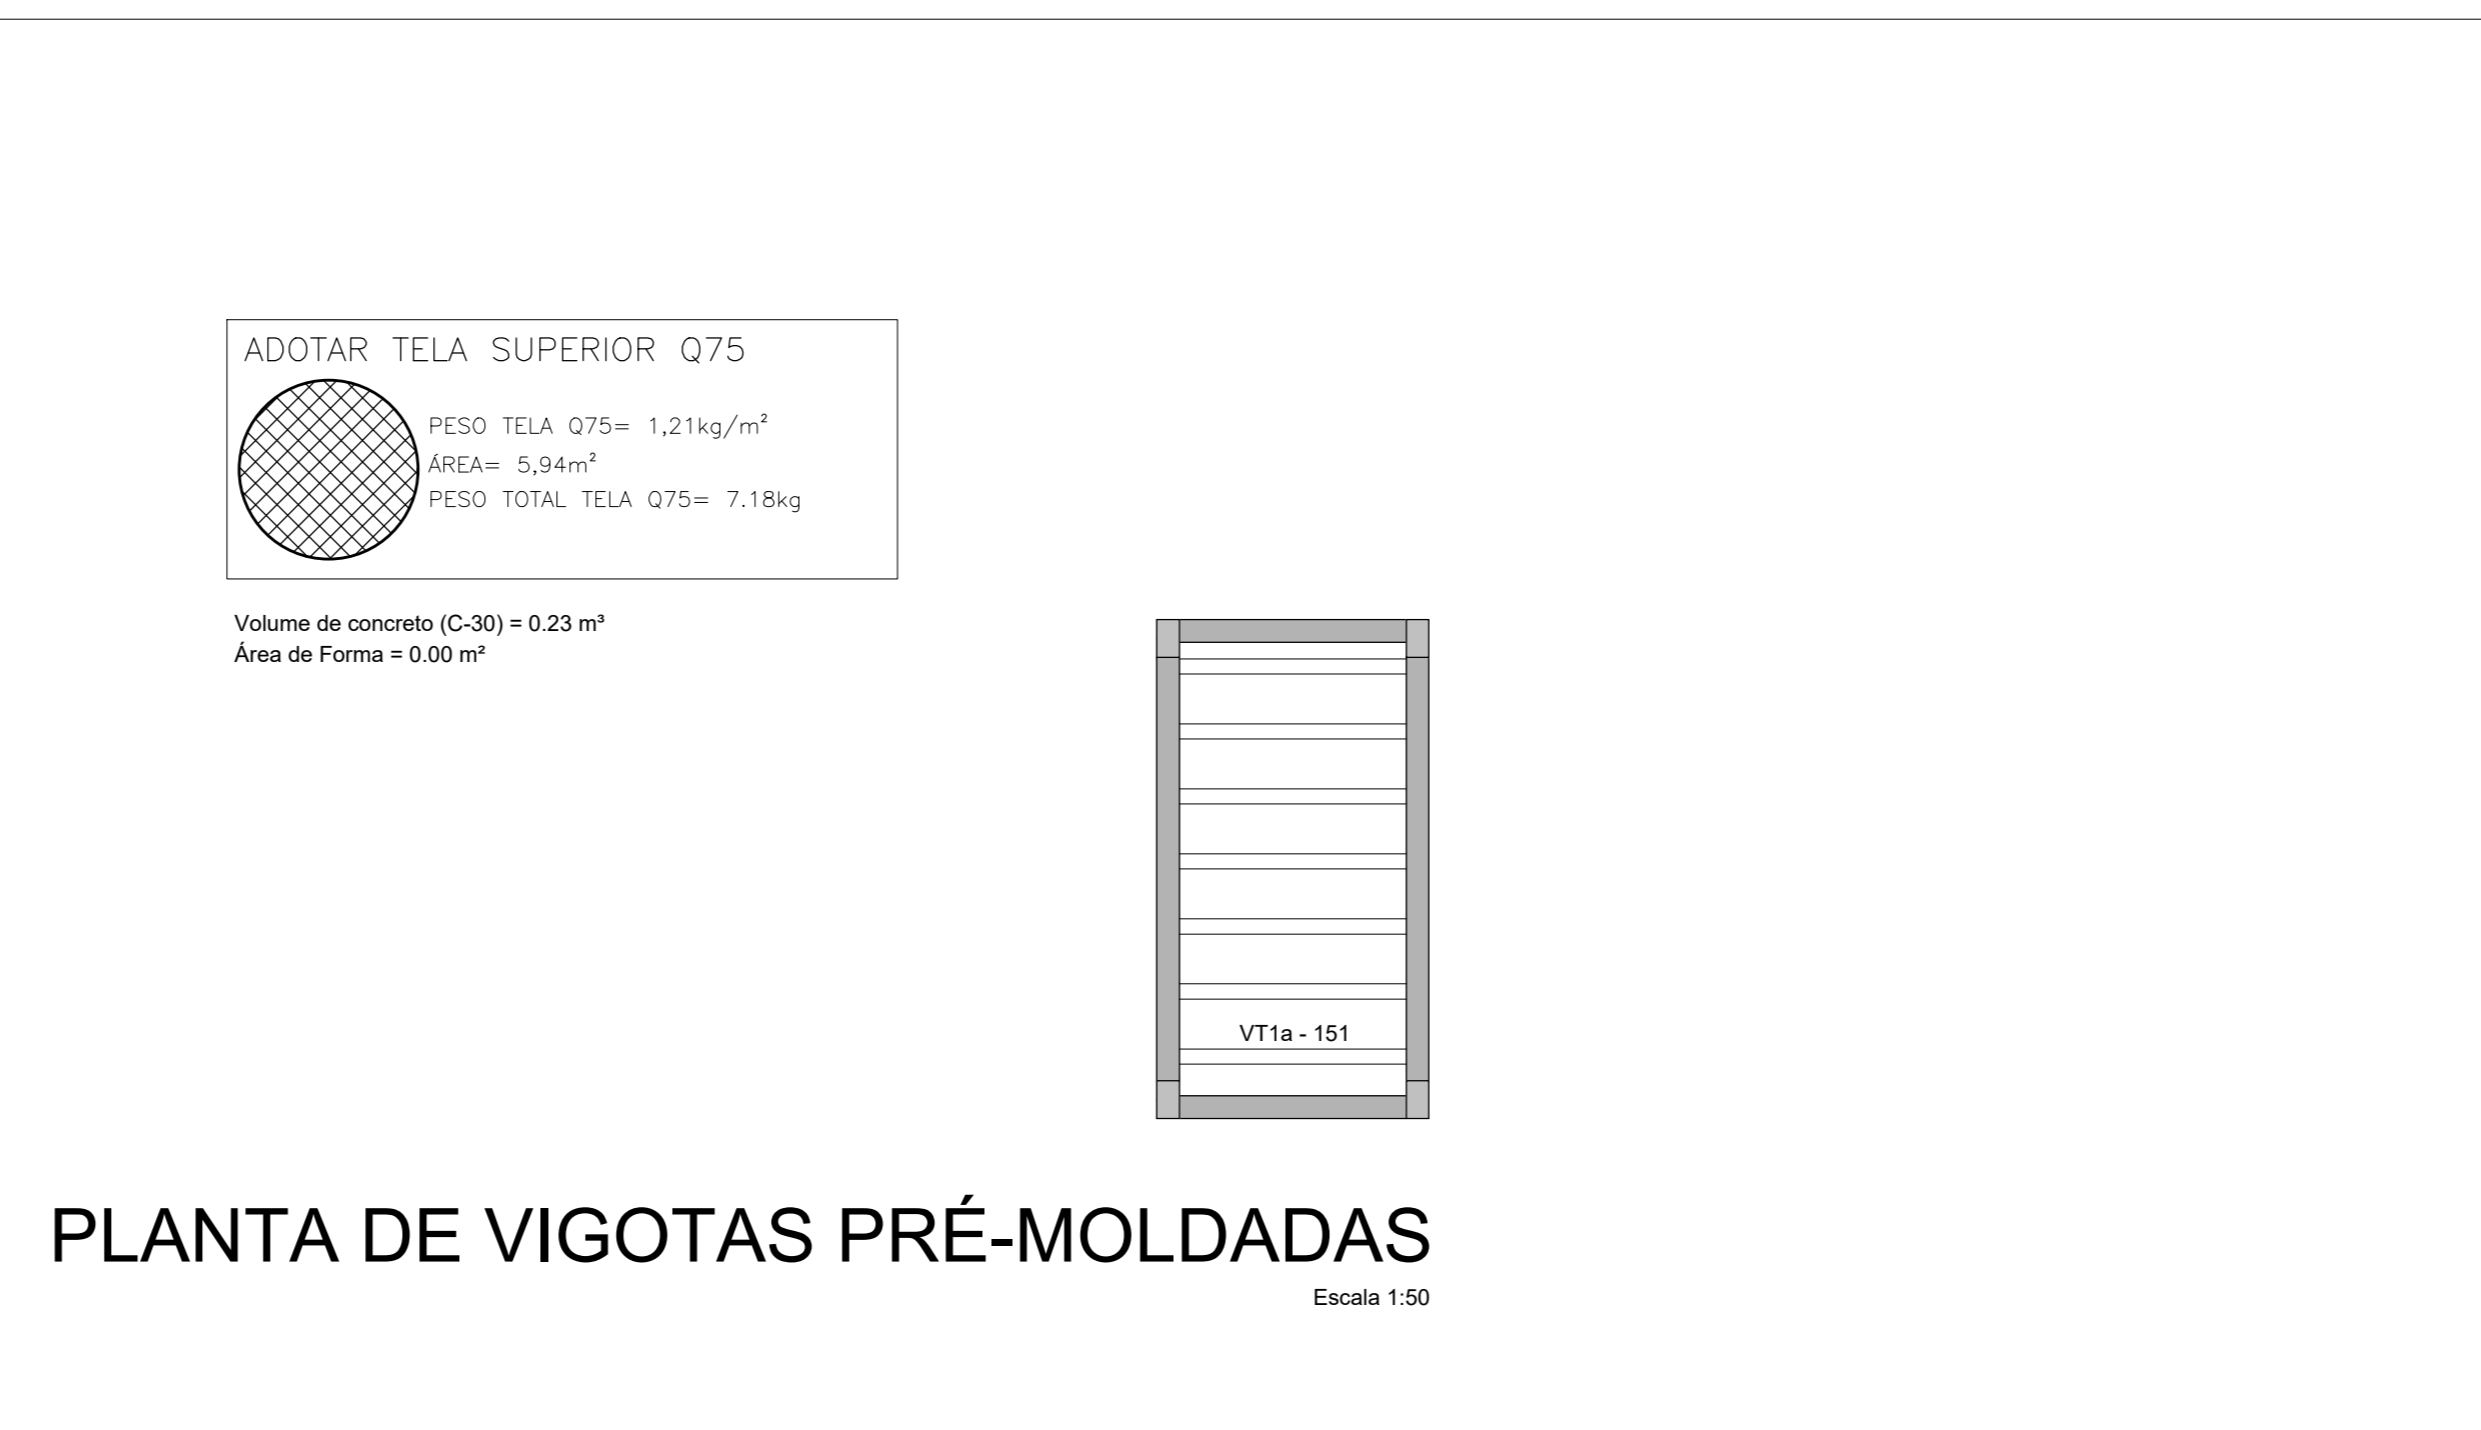 ADOTAR TELA SUPERIOR Q75
PESO TELA Q75= 1,21kg/m²
ÁREA= 5,94m²
PESO TOTAL TELA Q75= 7.18kg
Volume de concreto (C-30) = 0.23 m³
Área de Forma = 0.00 m²
VT1a - 151
PLANTA DE VIGOTAS PRÉ-MOLDADAS
Escala 1:50